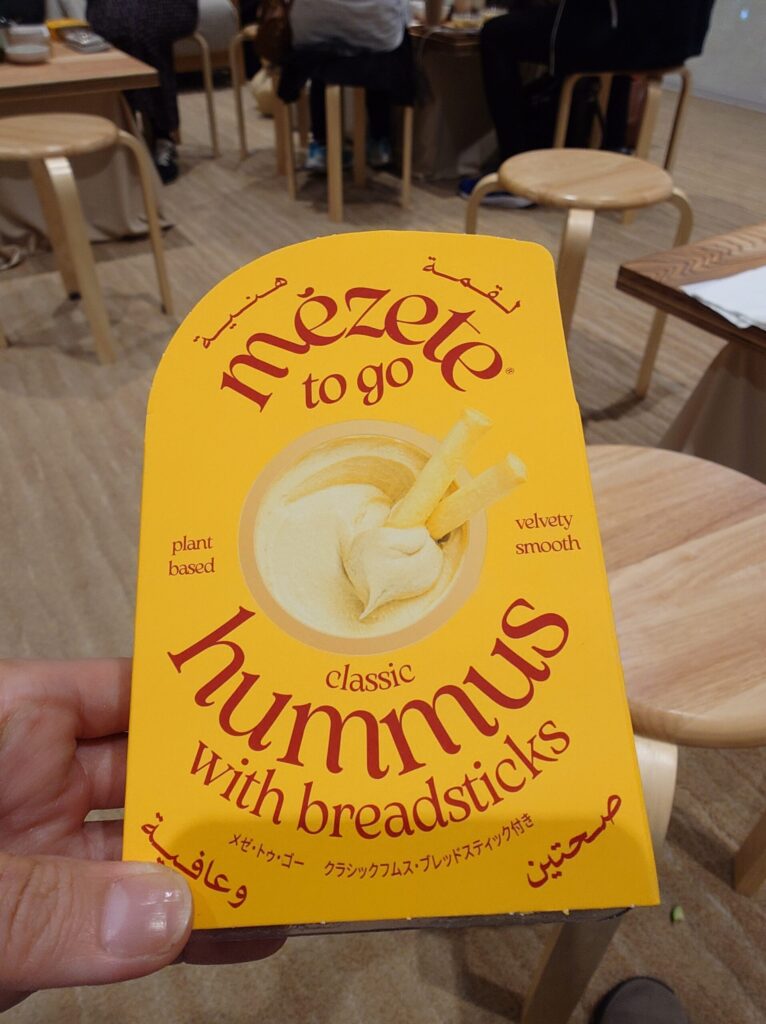 لقمة هنية
mézete®
to go
plant
based
velvety
smooth
classic
hummus
with breadsticks
メゼ・トゥ・ゴー クラシックフムス・ブレッドスティック付き
صحتين وعافية